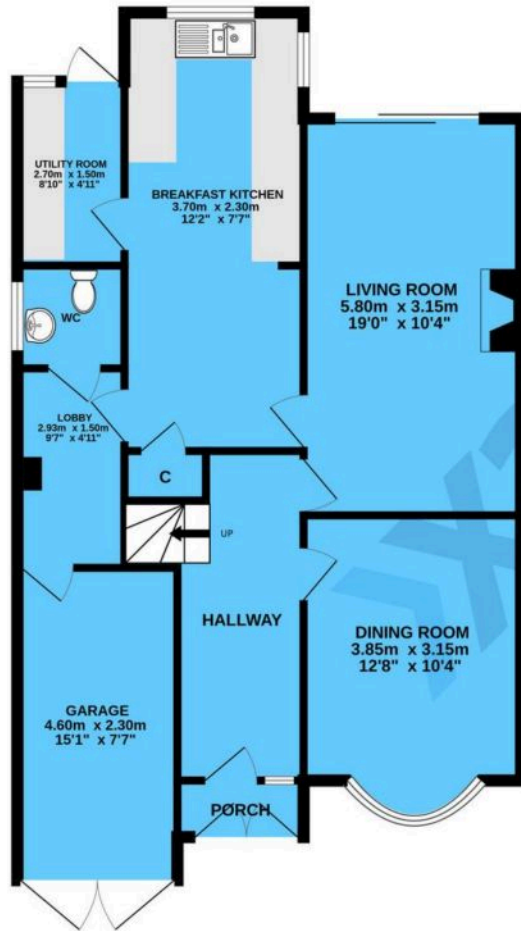 UTILITY ROOM
2.70m x 1.50m
8'10" x 4'11"
BREAKFAST KITCHEN
3.70m x 2.30m
12'2" x 7'7"
LIVING ROOM
5.80m x 3.15m
19'0" x 10'4"
WC
LOBBY
2.93m x 1.50m
9'7" x 4'11"
C
UP
HALLWAY
DINING ROOM
3.85m x 3.15m
12'8" x 10'4"
GARAGE
4.60m x 2.30m
15'1" x 7'7"
PORCH